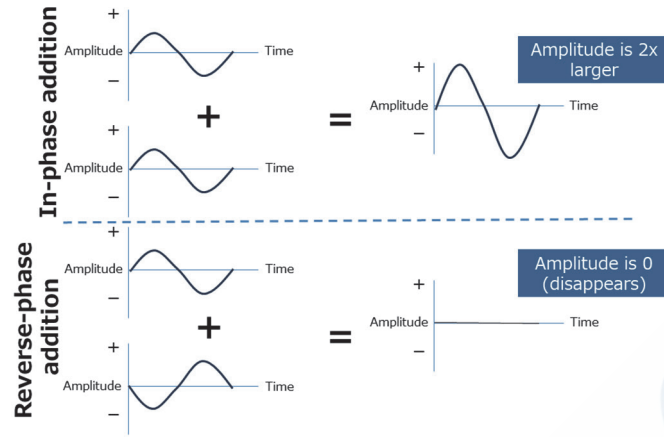 In-phase addition
+
Amplitude
Time
−
+
+
Amplitude
Time
−
=
+
Amplitude
Time
−
Amplitude is 2x
larger
Reverse-phase
addition
+
Amplitude
Time
−
+
+
Amplitude
Time
−
=
+
Amplitude
Time
−
Amplitude is 0
(disappears)